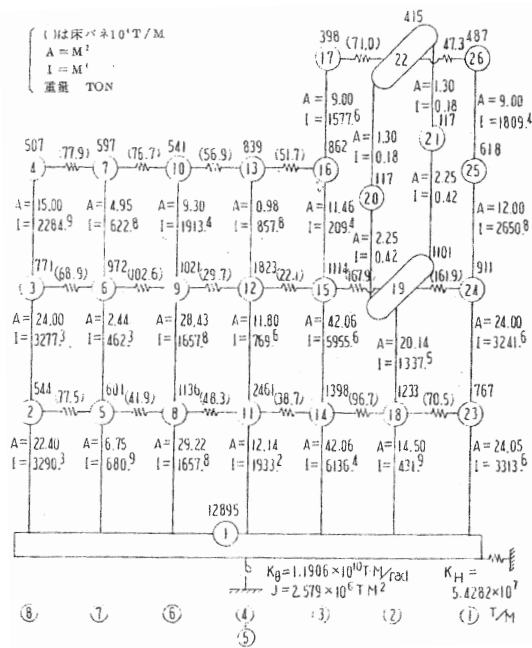 ( )は床バネ10⁴T/M
A = M²
I = M⁴
重量 TON
415
398 (71.0) 47.3 487
17 22 26
A = 9.00
I = 1577.6
A = 1.30
I = 0.18
117
21
A = 9.00
I = 1809.4
507 (77.9) 597 (76.7) 541 (56.9) 839 (51.7) 862
A = 1.30
I = 0.18
618
4 7 10 13 16 25
117
20
A = 2.25
I = 0.42
A = 15.00
I = 2284.9
A = 4.95
I = 622.8
A = 9.30
I = 1913.4
A = 0.98
I = 857.8
A = 11.46
I = 209.4
A = 2.25
I = 0.42
A = 12.00
I = 2650.8
771 (68.9) 972 (102.6) 1021 (29.7) 1823 (22.1) 1114 (67.9) 1101 (161.9) 911
3 6 9 12 15 19 24
A = 24.00
I = 3277.3
A = 2.44
I = 462.3
A = 28.43
I = 1657.8
A = 11.80
I = 769.6
A = 42.06
I = 5955.6
A = 20.14
I = 1337.5
A = 24.00
I = 3241.6
544 (77.5) 601 (41.9) 1136 (48.3) 2461 (38.7) 1398 (96.7) 1233 (70.5) 767
2 5 8 11 14 18 23
A = 22.40
I = 3290.3
A = 6.75
I = 680.9
A = 29.22
I = 1657.8
A = 12.14
I = 1933.2
A = 42.06
I = 6136.4
A = 14.50
I = 431.9
A = 24.05
I = 3313.6
12895
1
Kθ = 1.1906×10¹⁰T·M/rad
J = 2.579×10⁶TM²
KH =
5.4282×10⁷
T/M
(8) (7) (6) (4) (3) (2) (1)
(5)